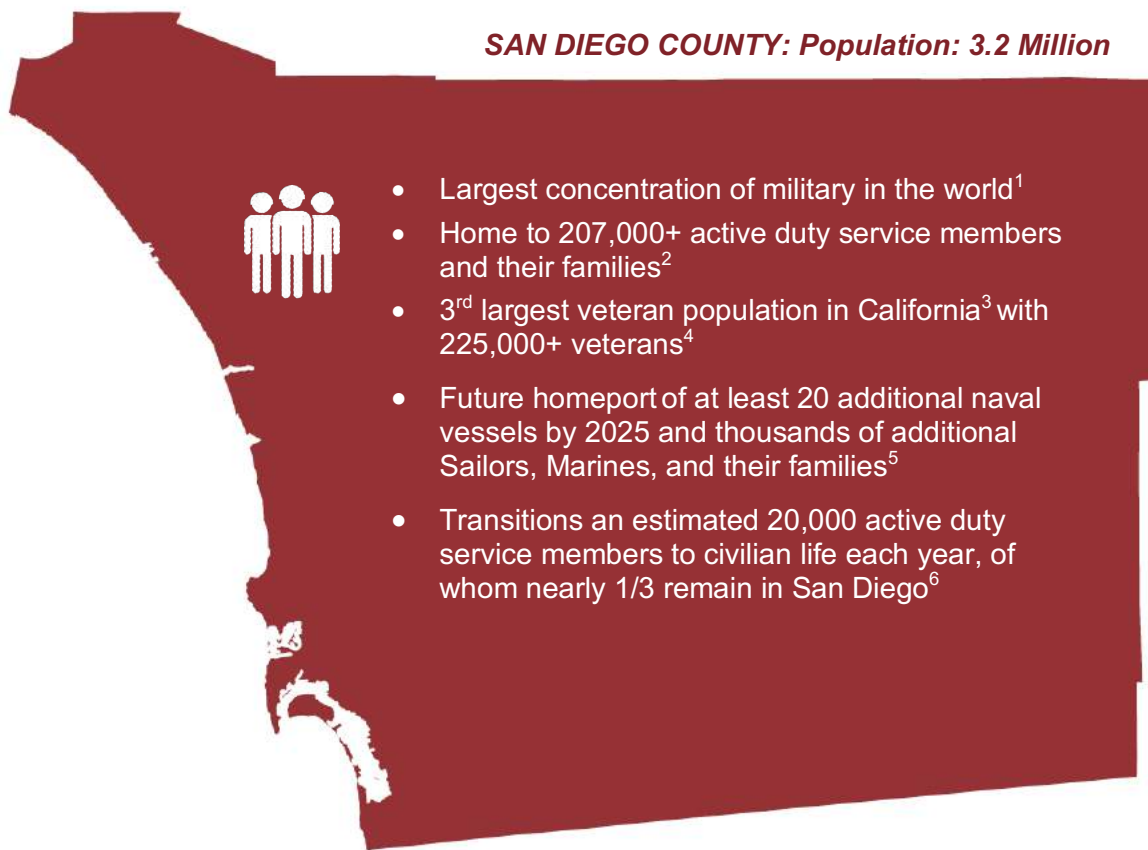 SAN DIEGO COUNTY: Population: 3.2 Million
• Largest concentration of military in the world¹
• Home to 207,000+ active duty service members
and their families²
• 3rd largest veteran population in California³ with
225,000+ veterans⁴
• Future homeport of at least 20 additional naval
vessels by 2025 and thousands of additional
Sailors, Marines, and their families⁵
• Transitions an estimated 20,000 active duty
service members to civilian life each year, of
whom nearly 1/3 remain in San Diego⁶